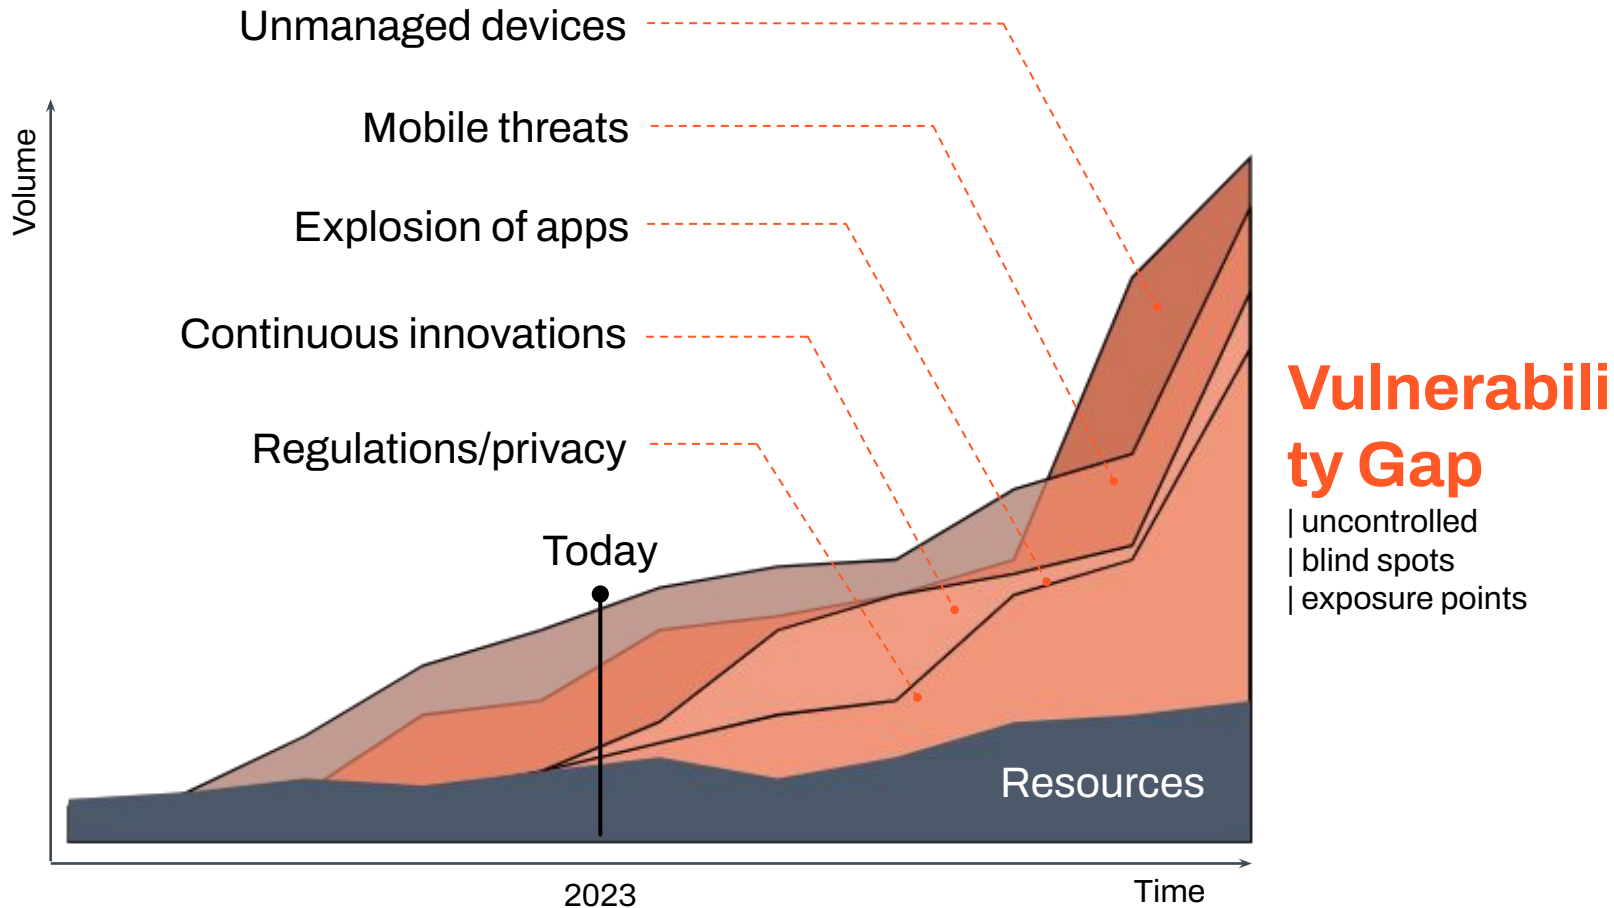 Unmanaged devices
Mobile threats
Volume
Explosion of apps
Continuous innovations
Vulnerabili
ty Gap
Regulations/privacy
| uncontrolled
| blind spots
| exposure points
Today
Resources
2023
Time